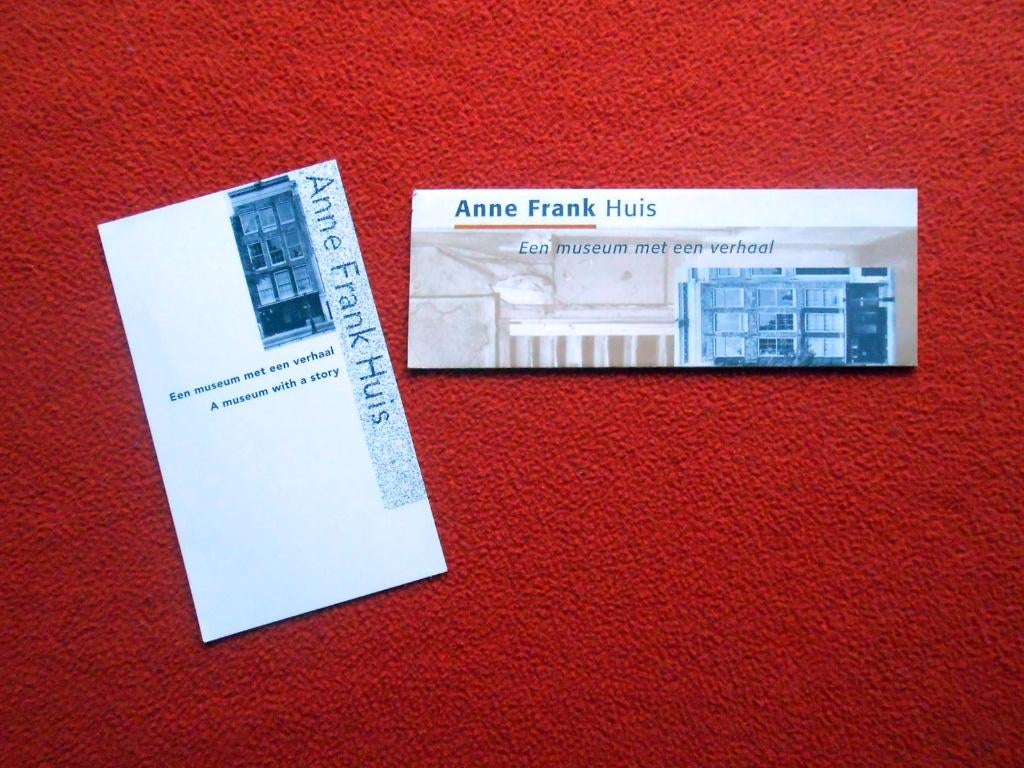 Anne Frank Huis
Een museum met een verhaal
A museum with a story
Anne Frank Huis
Een museum met een verhaal